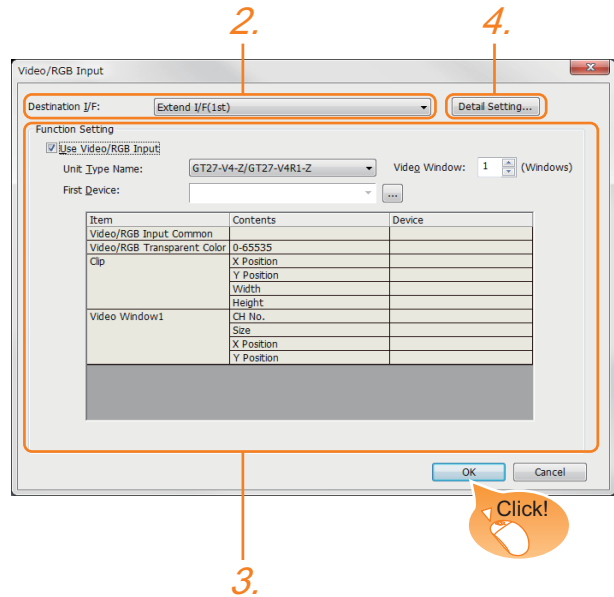 2.
4.
Video/RGB Input
x
Destination I/F: Extend I/F(1st) Detail Setting...
Function Setting
Use Video/RGB Input
Unit Type Name: GT27-V4-Z/GT27-V4R1-Z Video Window: 1 (Windows)
First Device: ...
Item Contents Device
Video/RGB Input Common
Video/RGB Transparent Color 0-65535
Clip X Position
Y Position
Width
Height
Video Window1 CH No.
Size
X Position
Y Position
OK Cancel
Click!
3.